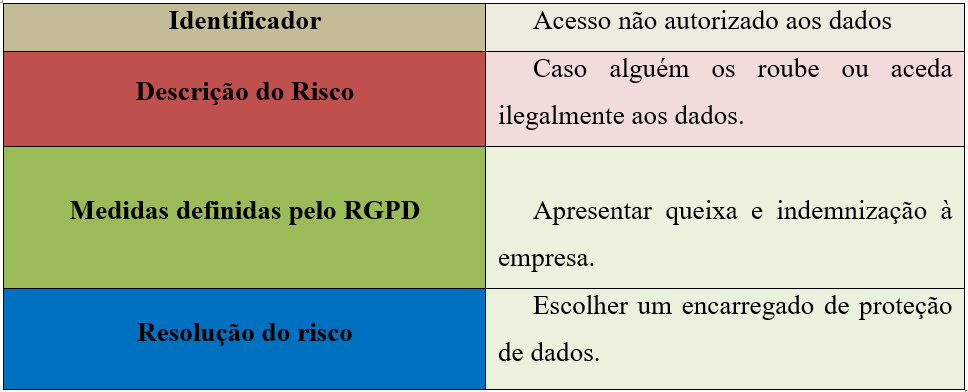 Identificador
Acesso não autorizado aos dados
Descrição do Risco
Caso alguém os roube ou aceda
ilegalmente aos dados.
Medidas definidas pelo RGPD
Apresentar queixa e indemnização à
empresa.
Resolução do risco
Escolher um encarregado de proteção
de dados.